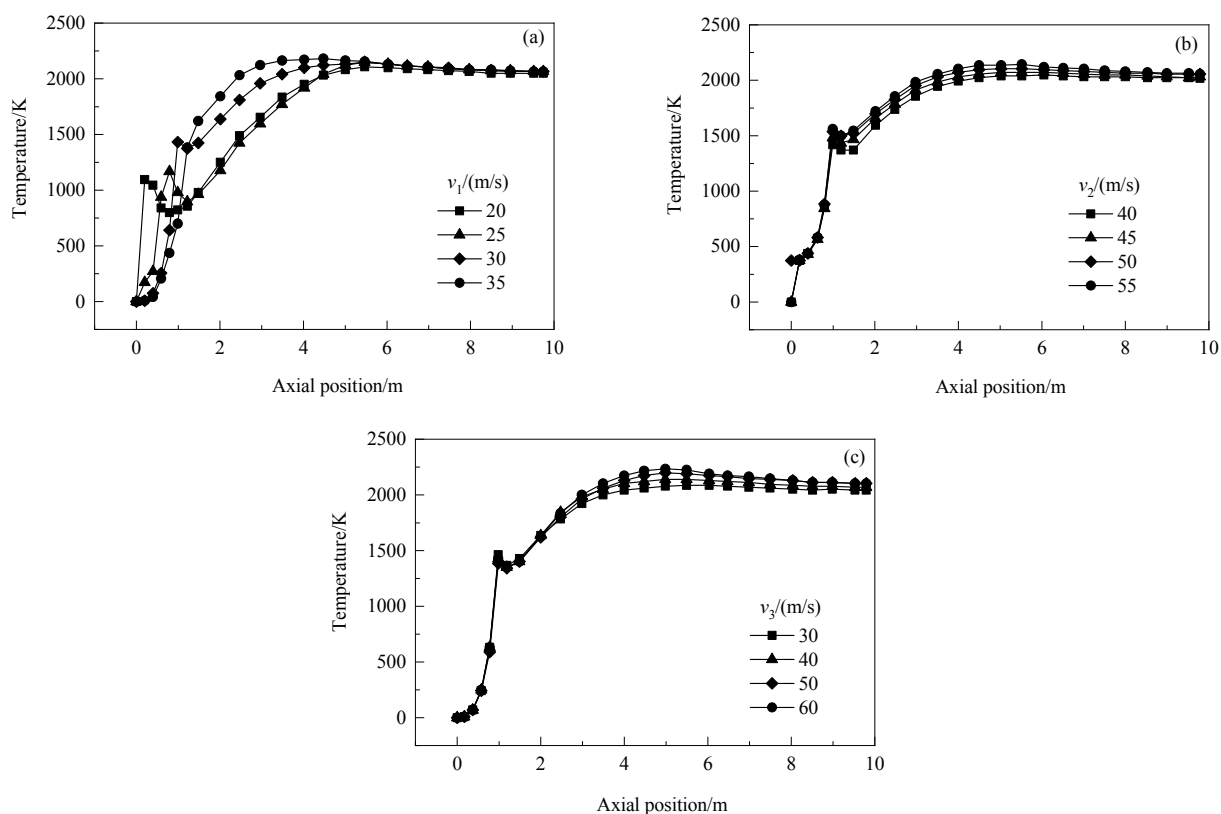 (a)
2500
2000
1500
1000
500
0
Temperature/K
v1/(m/s)
20
25
30
35
0 2 4 6 8 10
Axial position/m
(b)
2500
2000
1500
1000
500
0
Temperature/K
v2/(m/s)
40
45
50
55
0 2 4 6 8 10
Axial position/m
(c)
2500
2000
1500
1000
500
0
Temperature/K
v3/(m/s)
30
40
50
60
0 2 4 6 8 10
Axial position/m